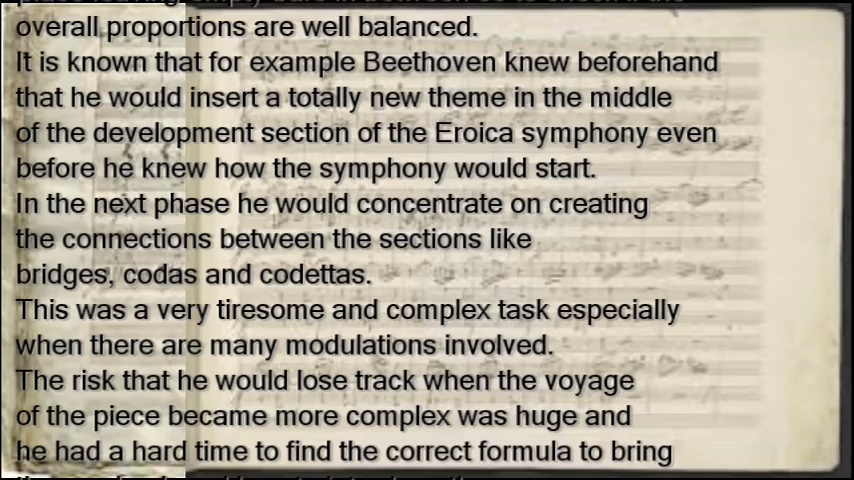 overall proportions are well balanced.
It is known that for example Beethoven knew beforehand
that he would insert a totally new theme in the middle
of the development section of the Eroica symphony even
before he knew how the symphony would start.
In the next phase he would concentrate on creating
the connections between the sections like
bridges, codas and codettas.
This was a very tiresome and complex task especially
when there are many modulations involved.
The risk that he would lose track when the voyage
of the piece became more complex was huge and
he had a hard time to find the correct formula to bring